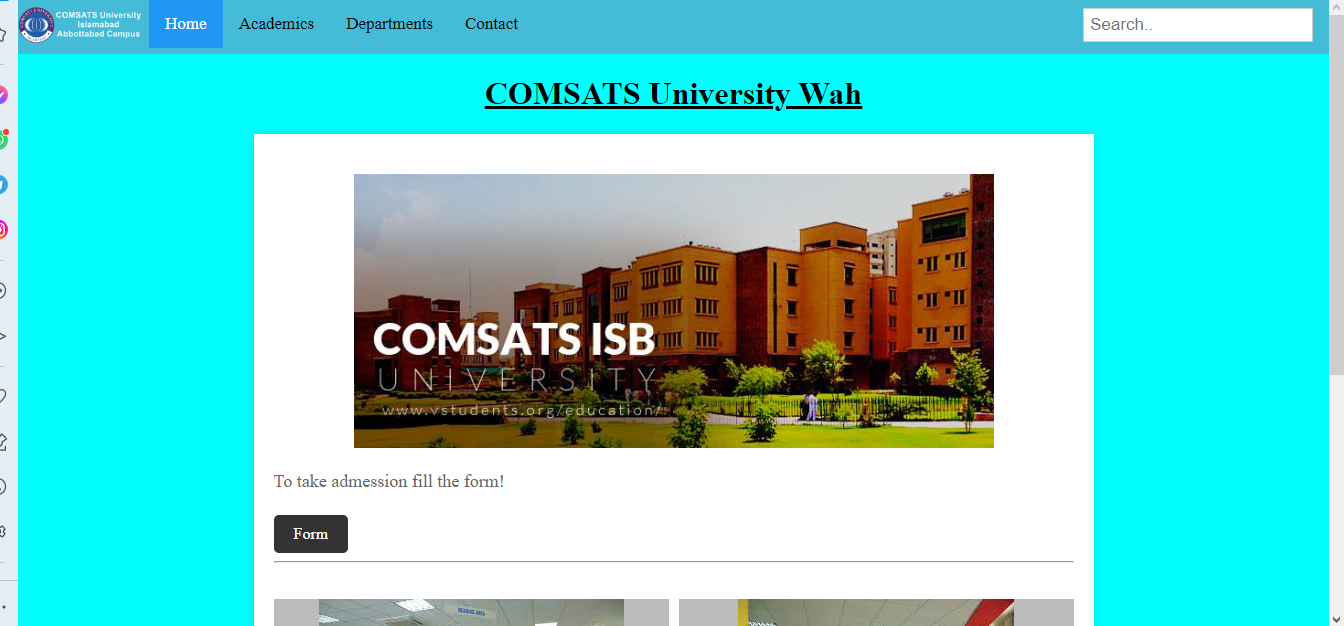 COMSATS University
Islamabad
Abbottabad Campus
Home
Academics
Departments
Contact
Search..
COMSATS University Wah
COMSATS ISB
UNIVERSITY
www.vstudents.org/education/
To take admission fill the form!
Form
READING AREA